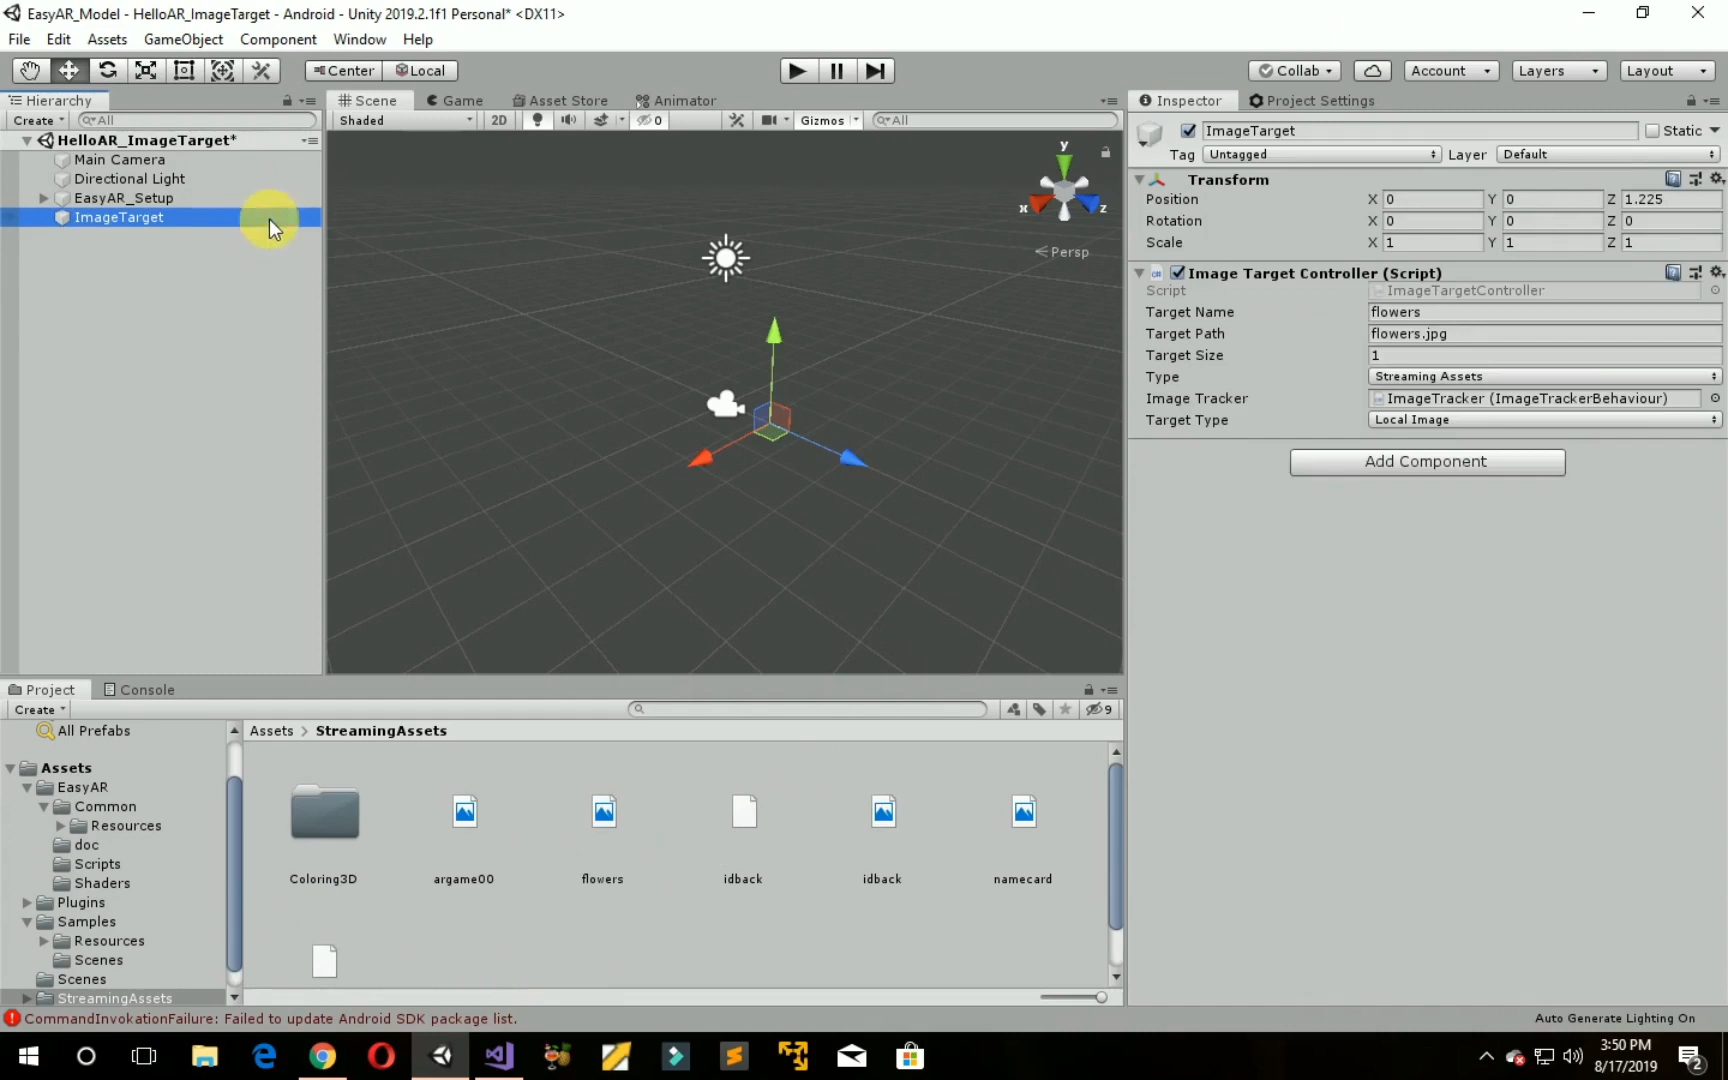 EasyAR_Model - HelloAR_ImageTarget - Android - Unity 2019.2.1f1 Personal* <DX11>
File Edit Assets GameObject Component Window Help
Center Local Collab Account Layers Layout
Hierarchy Scene Game Asset Store Animator Inspector Project Settings
Create All Shaded 2D 0 Gizmos All
HelloAR_ImageTarget*
Main Camera
Directional Light
EasyAR_Setup
ImageTarget
y
x
z
Persp
ImageTarget Static
Tag Untagged Layer Default
Transform
Position X 0 Y 0 Z 1.225
Rotation X 0 Y 0 Z 0
Scale X 1 Y 1 Z 1
Image Target Controller (Script)
Script ImageTargetController
Target Name flowers
Target Path flowers.jpg
Target Size 1
Type Streaming Assets
Image Tracker ImageTracker (ImageTrackerBehaviour)
Target Type Local Image
Add Component
Project Console
Create 9
All Prefabs
Assets
EasyAR
Common
Resources
doc
Scripts
Shaders
Plugins
Samples
Resources
Scenes
Scenes
StreamingAssets
Assets > StreamingAssets
Coloring3D argame00 flowers idback idback namecard
CommandInvokationFailure: Failed to update Android SDK package list.
Auto Generate Lighting On
3:50 PM
8/17/2019
2